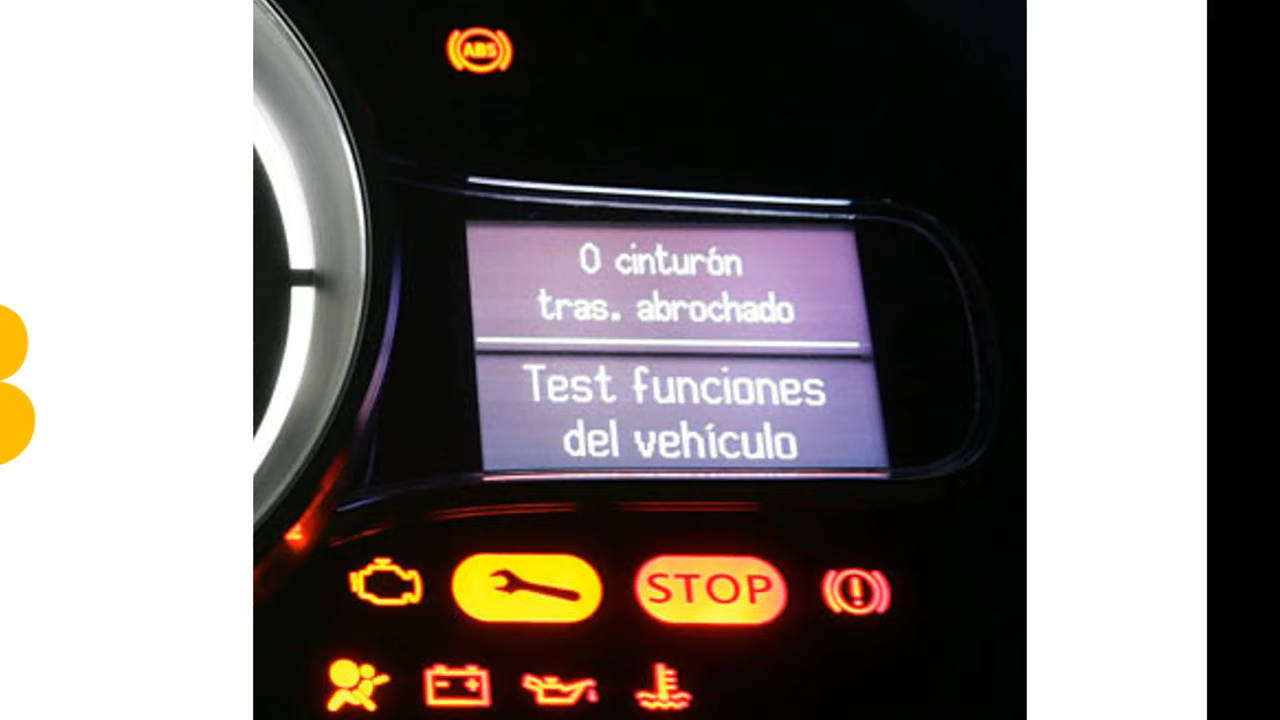 ABS
0 cinturón
tras. abrochado
Test funciones
del vehículo
STOP